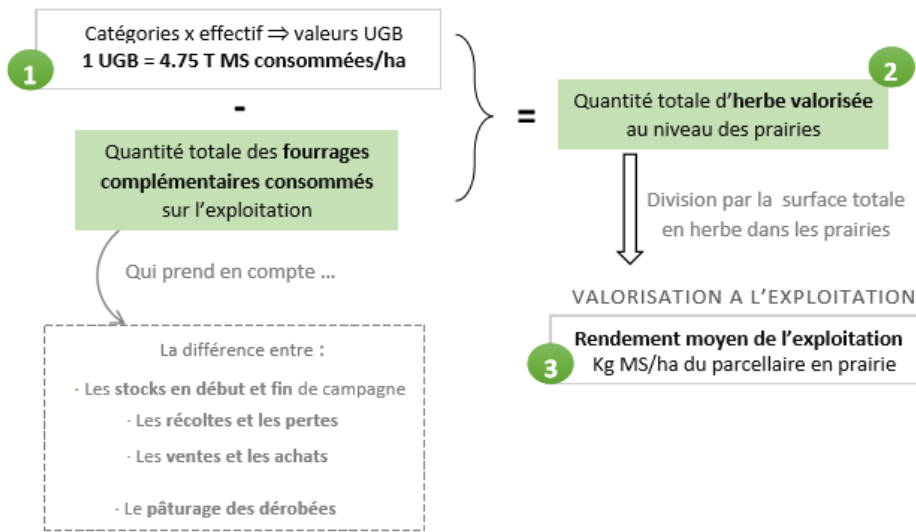 Catégories x effectif ⇒ valeurs UGB
1 UGB = 4.75 T MS consommées/ha
1
-
Quantité totale des fourrages
complémentaires consommés
sur l'exploitation
=
2
Quantité totale d'herbe valorisée
au niveau des prairies
Division par la surface totale
en herbe dans les prairies
Qui prend en compte ...
La différence entre :
· Les stocks en début et fin de campagne
· Les récoltes et les pertes
· Les ventes et les achats
· Le pâturage des dérobées
VALORISATION A L'EXPLOITATION
Rendement moyen de l'exploitation
Kg MS/ha du parcellaire en prairie
3